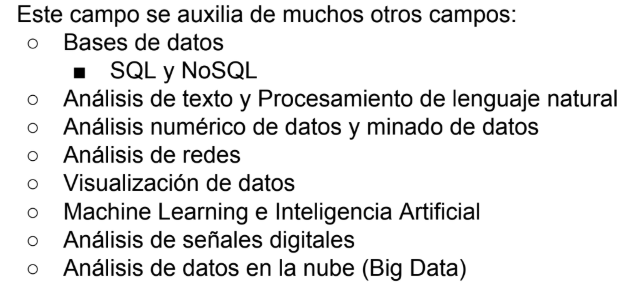 Este campo se auxilia de muchos otros campos:
○ Bases de datos
■ SQL y NoSQL
○ Análisis de texto y Procesamiento de lenguaje natural
○ Análisis numérico de datos y minado de datos
○ Análisis de redes
○ Visualización de datos
○ Machine Learning e Inteligencia Artificial
○ Análisis de señales digitales
○ Análisis de datos en la nube (Big Data)